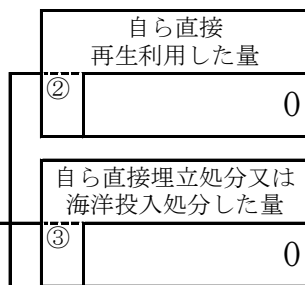 自ら直接
再生利用した量
②
0
自ら直接埋立処分又は
海洋投入処分した量
③
0